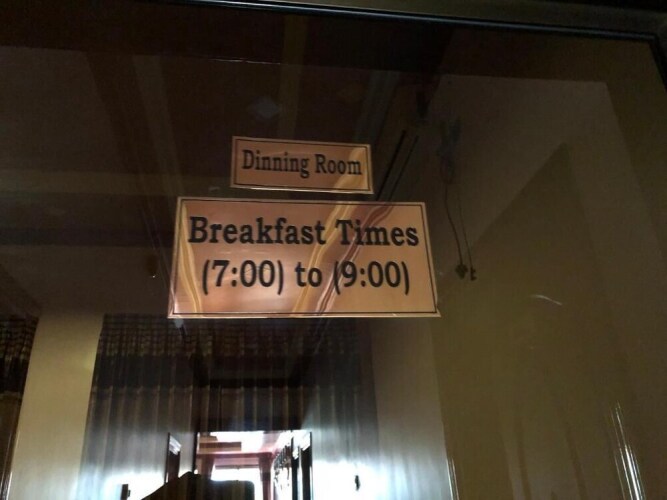 Dinning Room
Breakfast Times
(7:00) to (9:00)